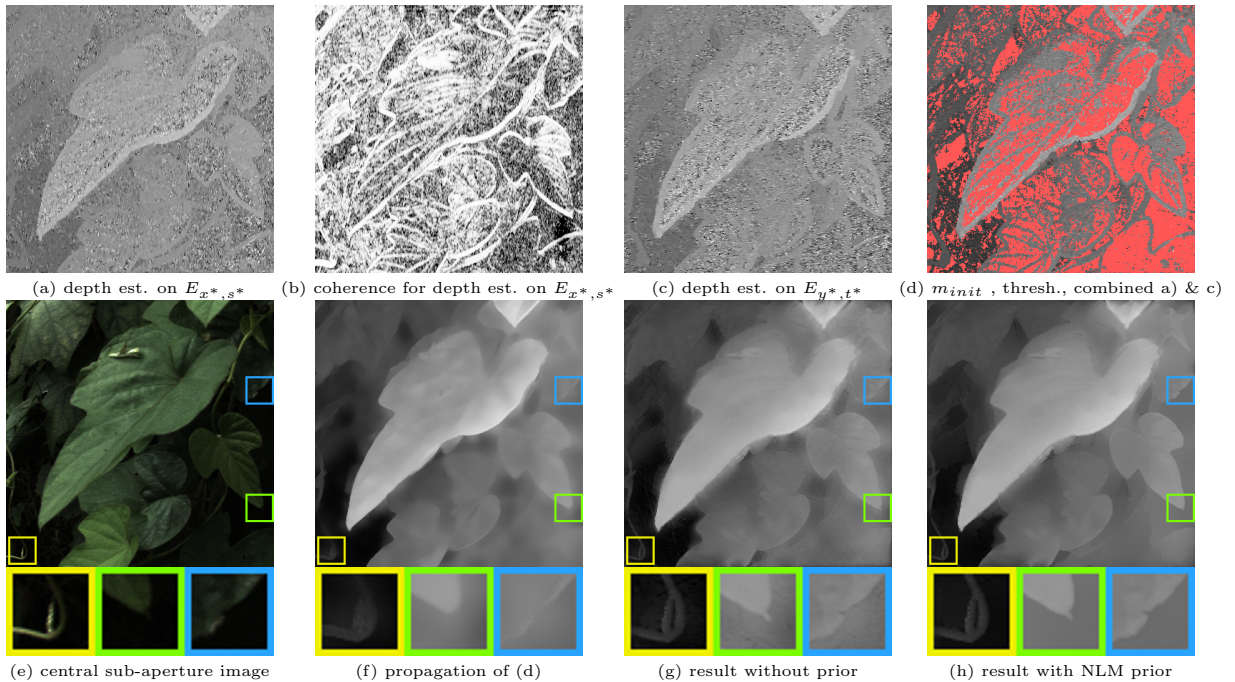 (a) depth est. on E_{x*,s*}
(b) coherence for depth est. on E_{x*,s*}
(c) depth est. on E_{y*,t*}
(d) m_{init} , thresh., combined a) & c)
(e) central sub-aperture image
(f) propagation of (d)
(g) result without prior
(h) result with NLM prior